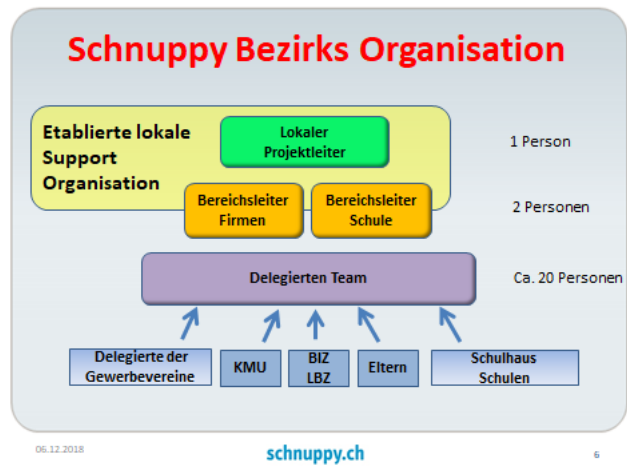 Schnuppy Bezirks Organisation
Etablierte lokale
Support
Organisation
Lokaler
Projektleiter
1 Person
Bereichsleiter
Firmen
Bereichsleiter
Schule
2 Personen
Delegierten Team
Ca. 20 Personen
Delegierte der
Gewerbevereine
KMU
BIZ
LBZ
Eltern
Schulhaus
Schulen
06.12.2018
schnuppy.ch
6